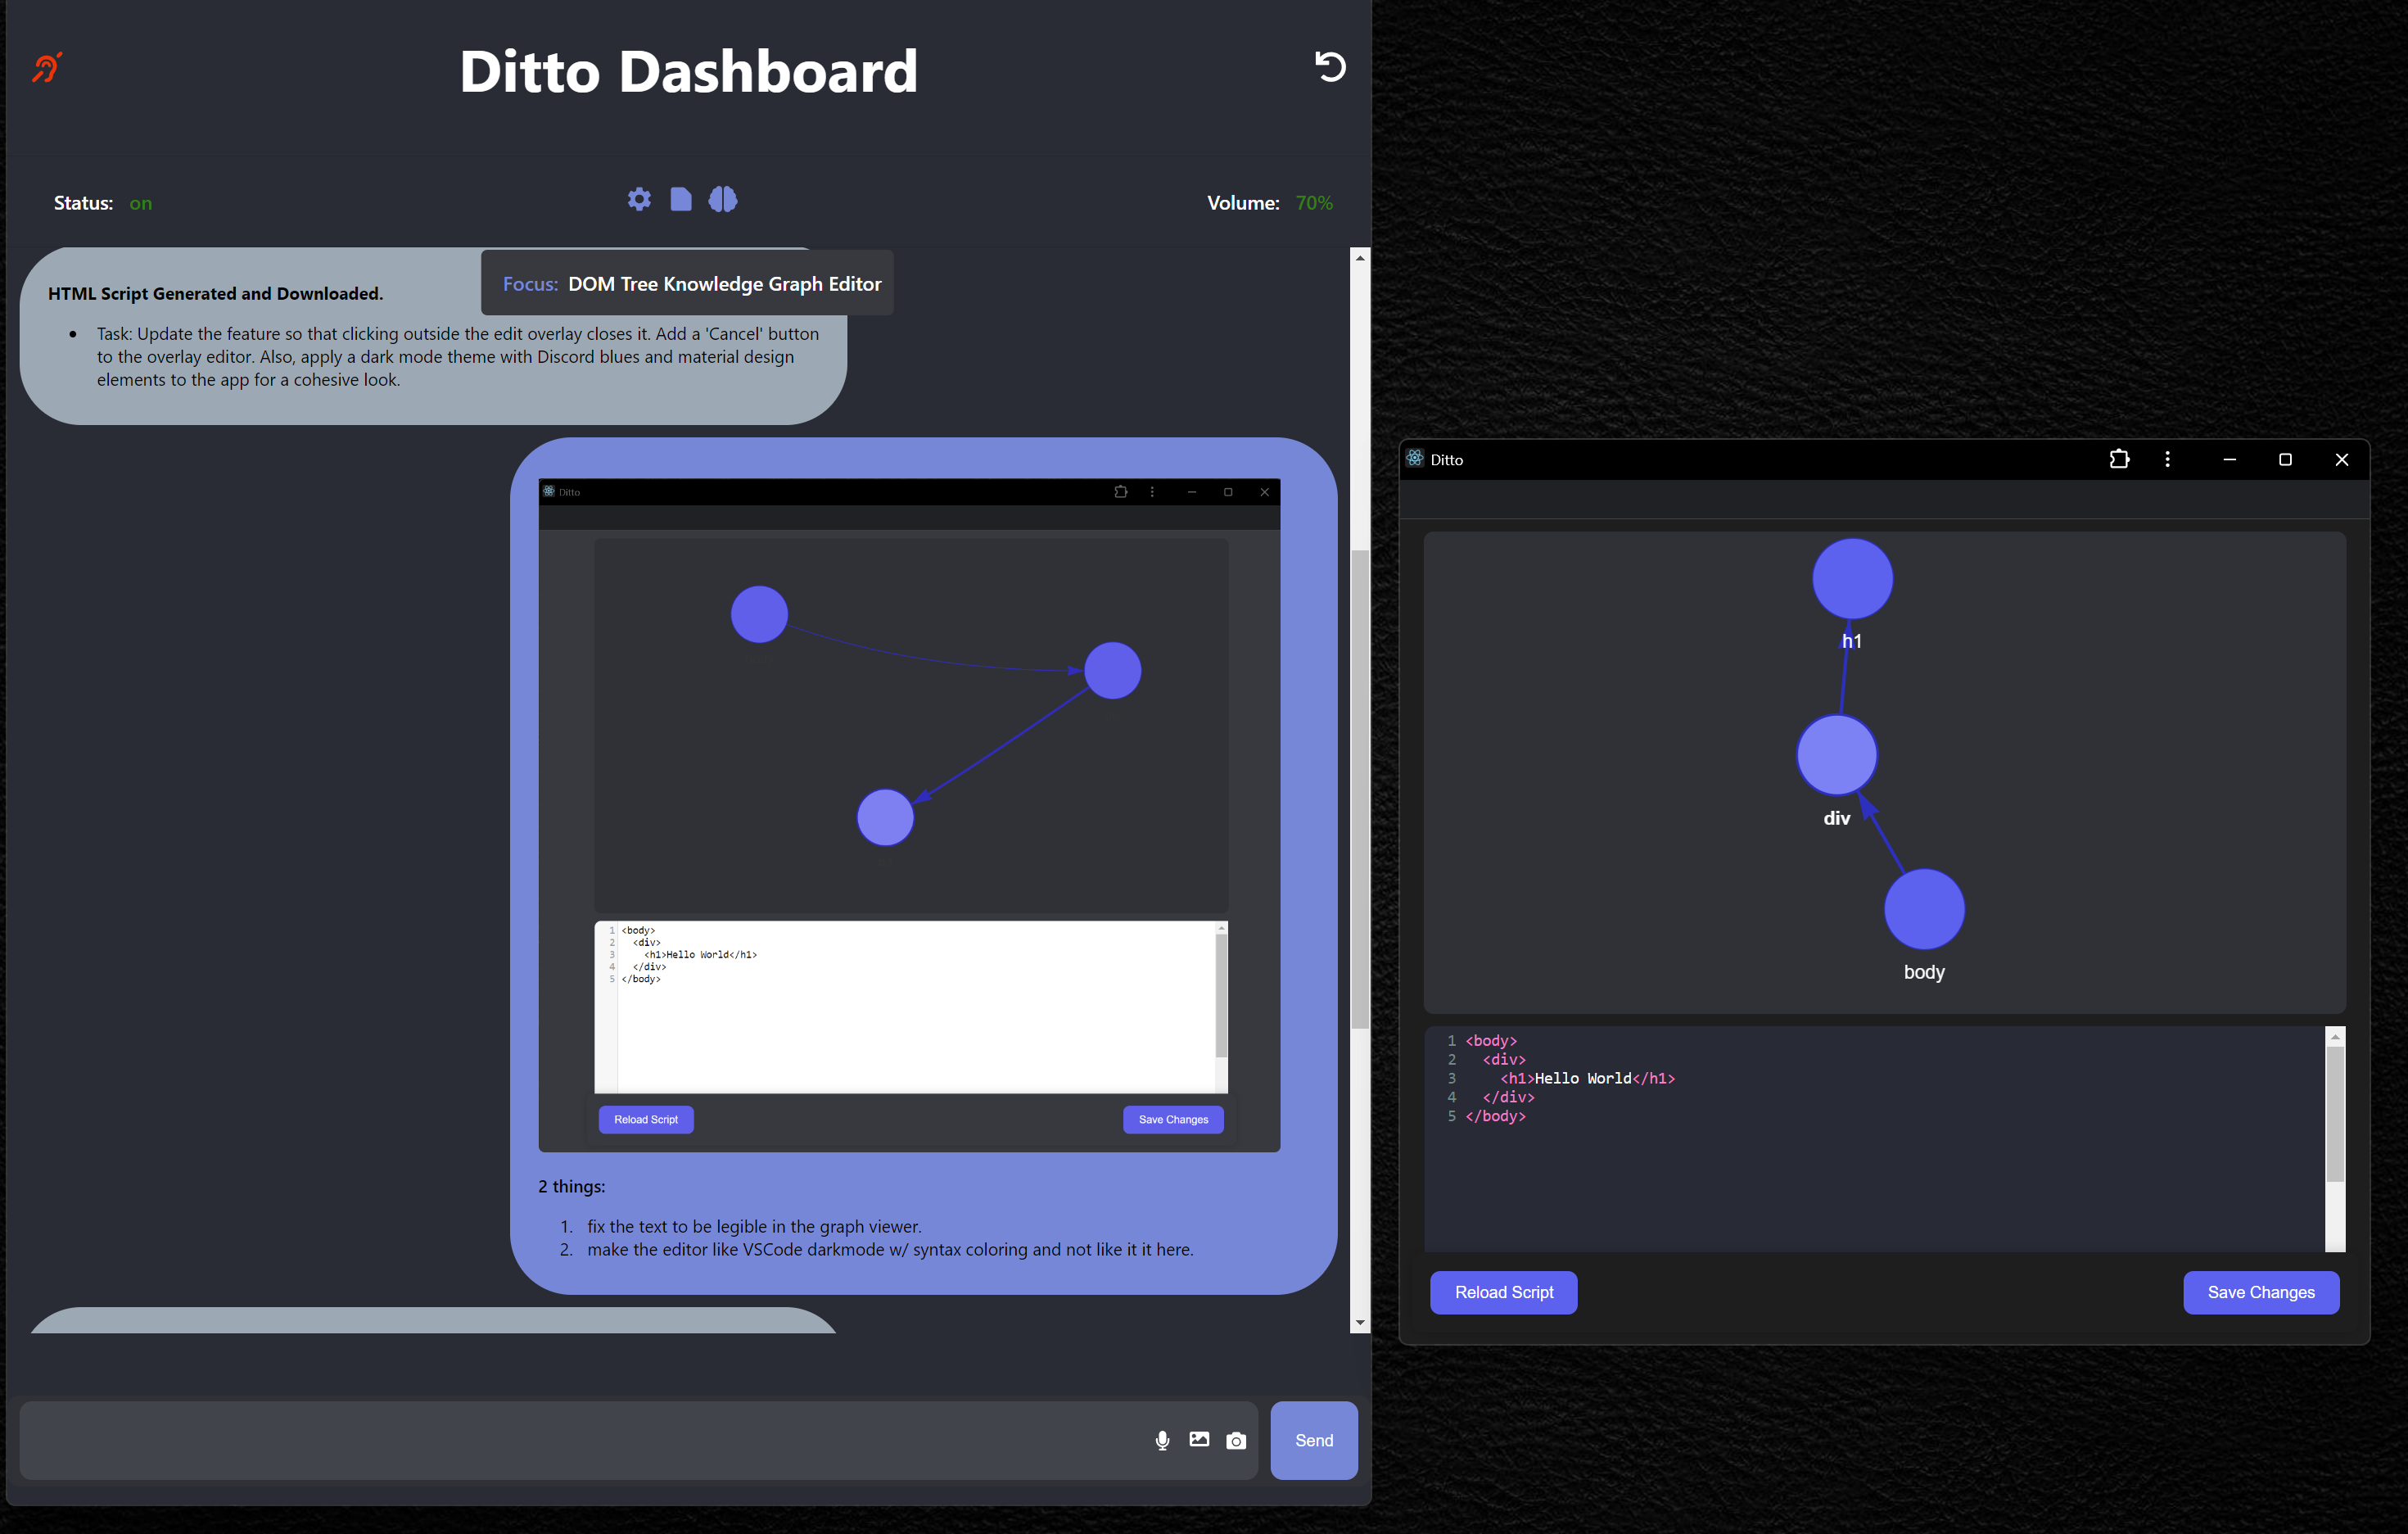 Ditto Dashboard
Status: on
Volume: 70%
Focus: DOM Tree Knowledge Graph Editor
HTML Script Generated and Downloaded.
• Task: Update the feature so that clicking outside the edit overlay closes it. Add a 'Cancel' button
to the overlay editor. Also, apply a dark mode theme with Discord blues and material design
elements to the app for a cohesive look.
Ditto
1 <body>
2 <div>
3 <h1>Hello World</h1>
4 </div>
5 </body>
Reload Script
Save Changes
2 things:
1. fix the text to be legible in the graph viewer.
2. make the editor like VSCode darkmode w/ syntax coloring and not like it it here.
Send
Ditto
h1
div
body
1 <body>
2 <div>
3 <h1>Hello World</h1>
4 </div>
5 </body>
Reload Script
Save Changes